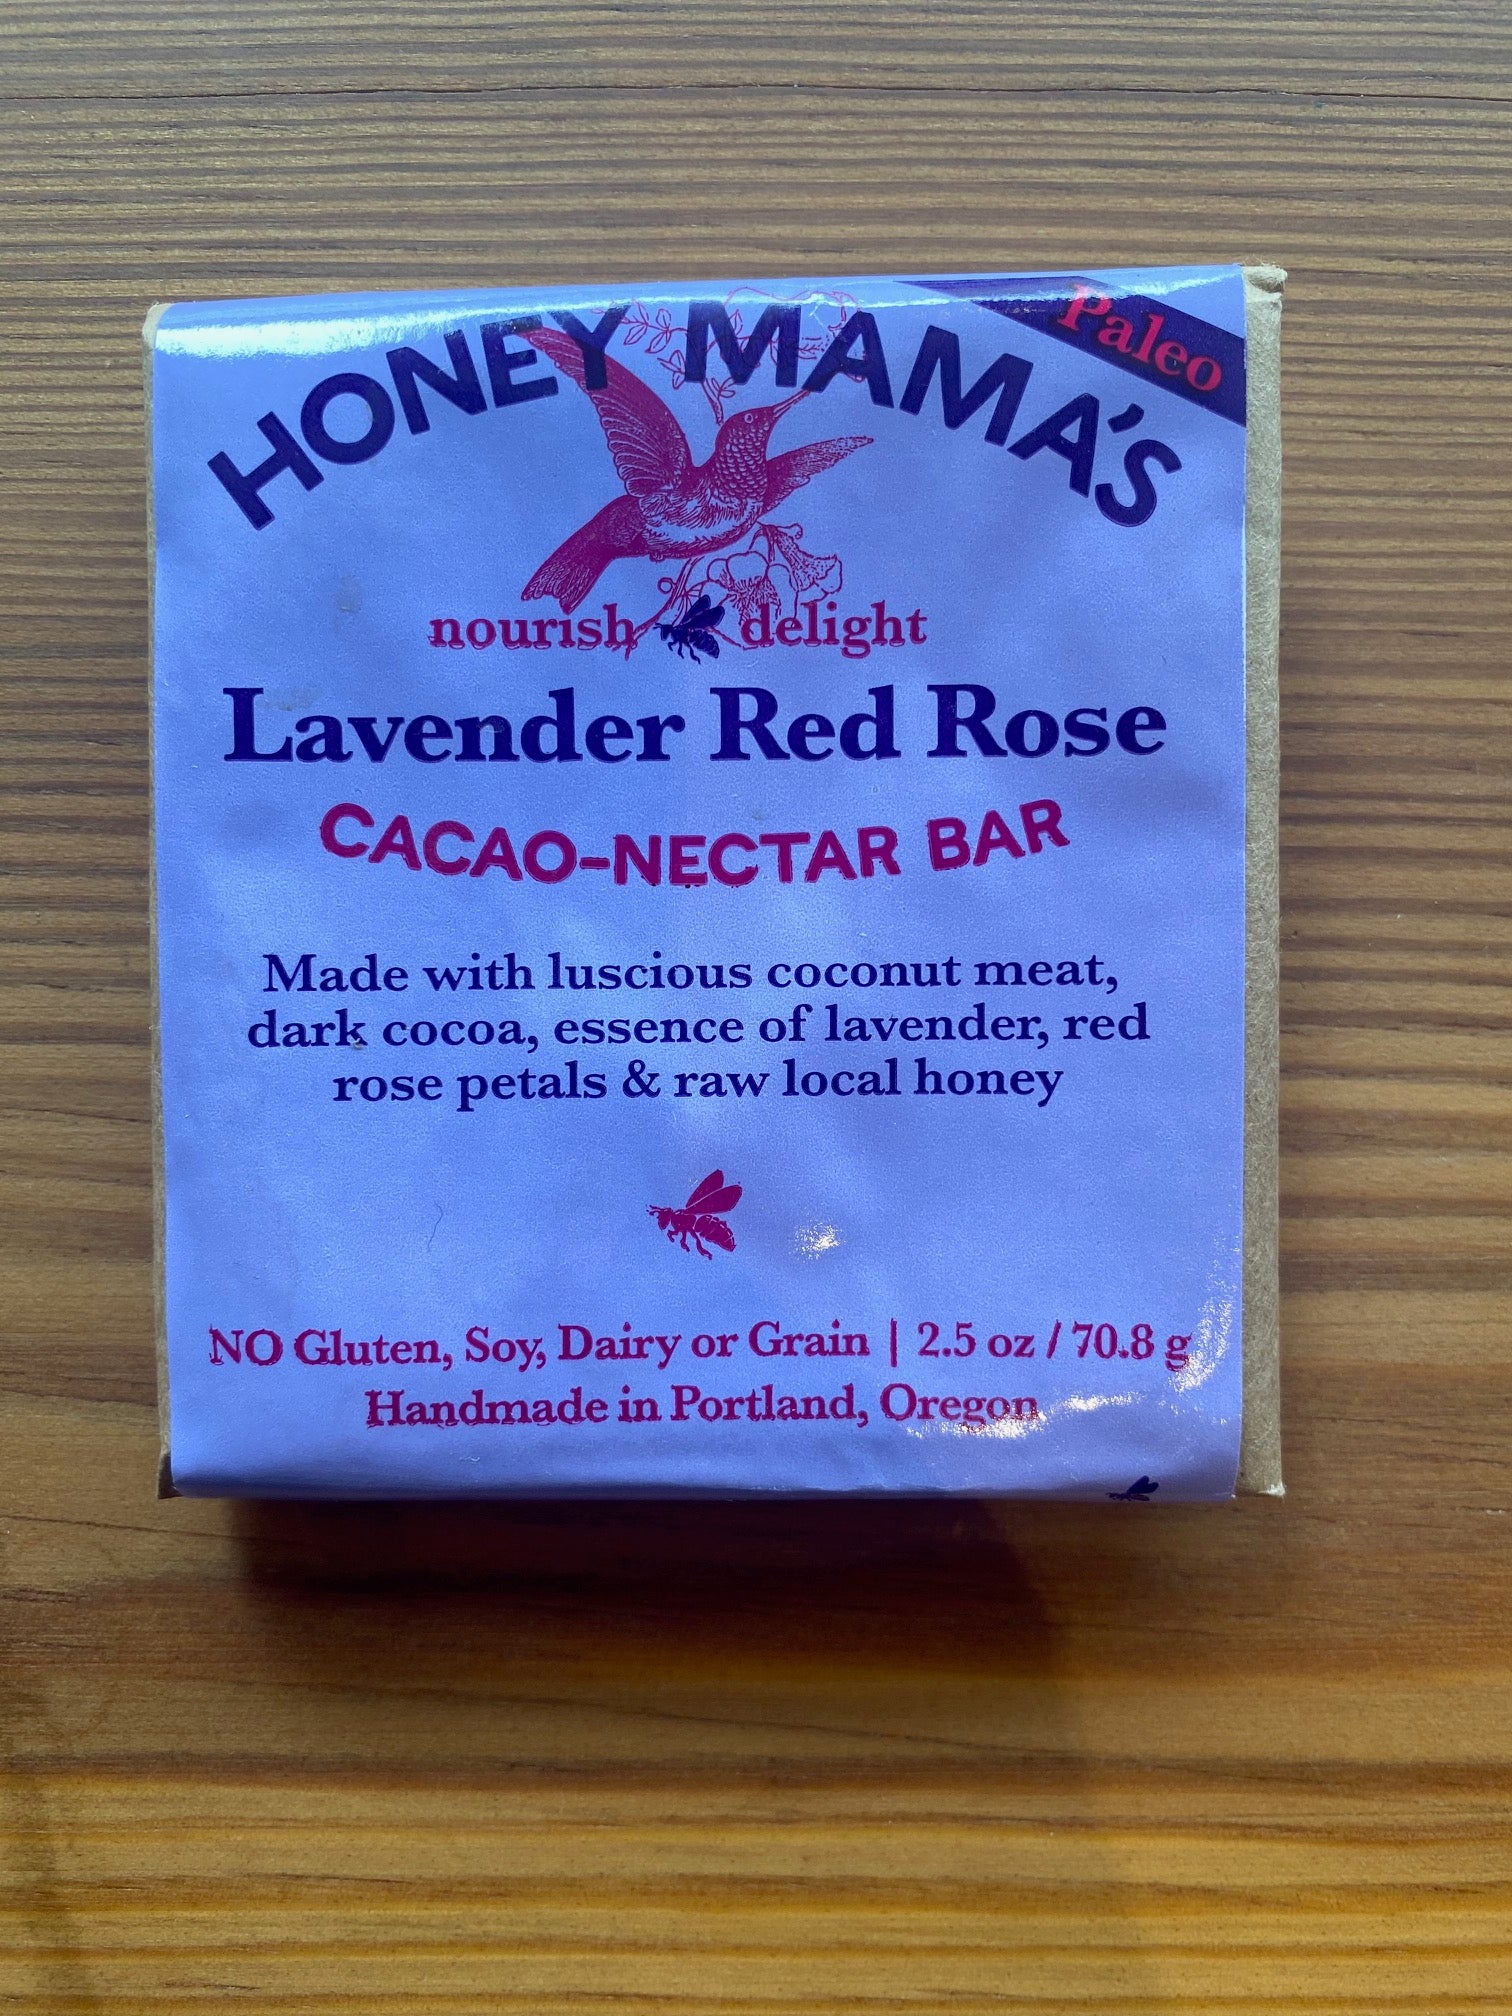 HONEY MAMA'S
Paleo
nourish delight
Lavender Red Rose
CACAO-NECTAR BAR
Made with luscious coconut meat,
dark cocoa, essence of lavender, red
rose petals & raw local honey
NO Gluten, Soy, Dairy or Grain | 2.5 oz / 70.8 g
Handmade in Portland, Oregon